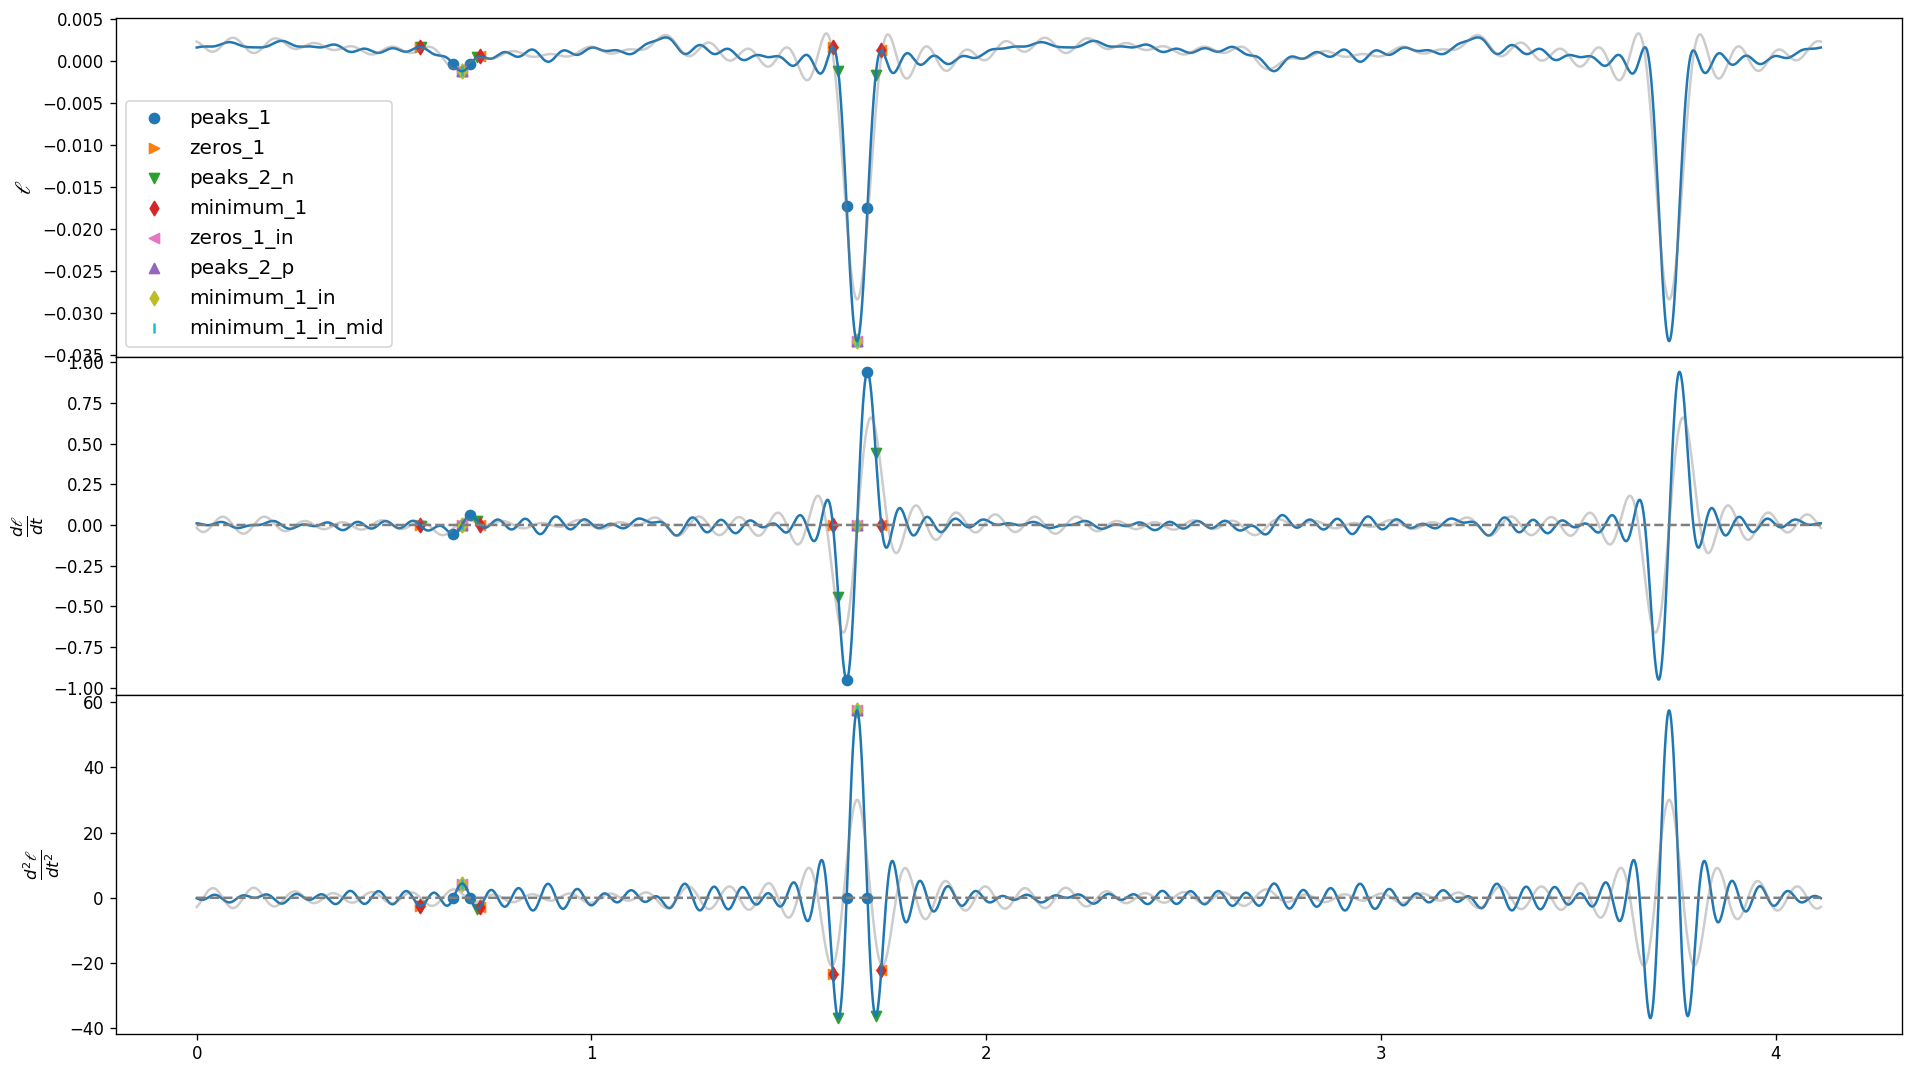 0.005
0.000
−0.005
−0.010
−0.015
−0.020
−0.025
−0.030
−0.035
ℓ
peaks_1
zeros_1
peaks_2_n
minimum_1
zeros_1_in
peaks_2_p
minimum_1_in
minimum_1_in_mid
1.00
0.75
0.50
0.25
0.00
−0.25
−0.50
−0.75
−1.00
dℓ
dt
60
40
20
0
−20
−40
d²ℓ
dt²
0 1 2 3 4